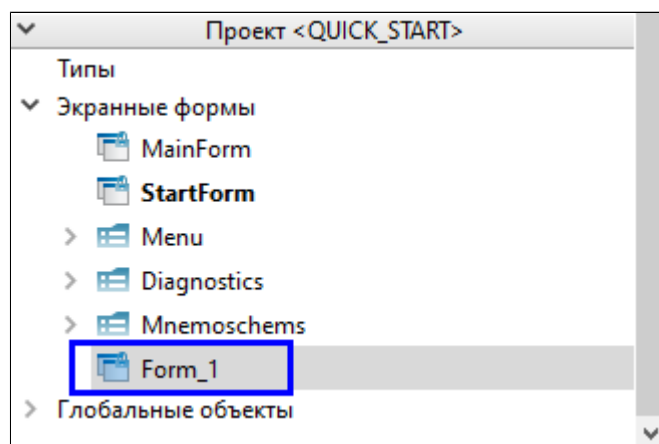 Проект <QUICK_START>
Типы
Экранные формы
MainForm
StartForm
Menu
Diagnostics
Mnemoschems
Form_1
Глобальные объекты